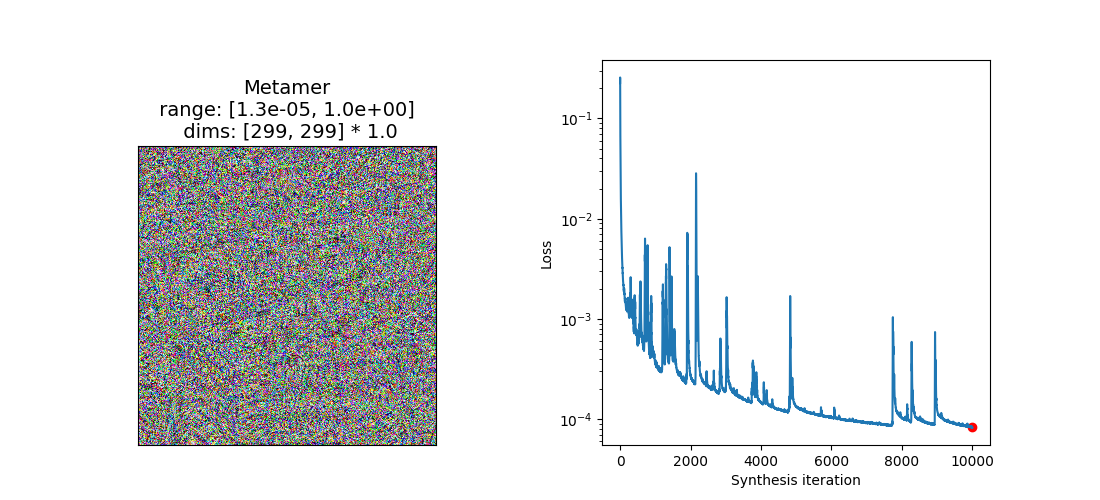 Metamer
range: [1.3e-05, 1.0e+00]
dims: [299, 299] * 1.0
Loss
10⁻¹
10⁻²
10⁻³
10⁻⁴
0 2000 4000 6000 8000 10000
Synthesis iteration